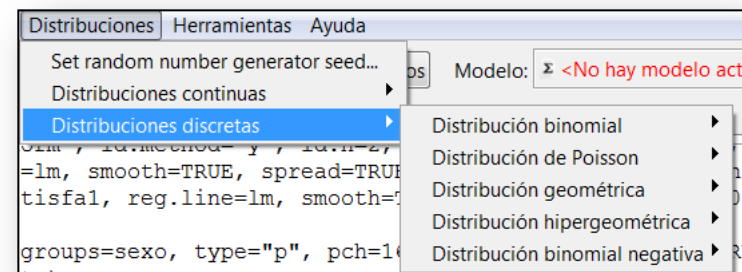 Distribuciones Herramientas Ayuda
Set random number generator seed...
os Modelo: Σ <No hay modelo act
Distribuciones continuas
Distribuciones discretas
Distribución binomial
Distribución de Poisson
Distribución geométrica
Distribución hipergeométrica
Distribución binomial negativa
=lm, smooth=TRUE, spread=TRUE
tisfa1, reg.line=lm, smooth=T
groups=sexo, type="p", pch=16